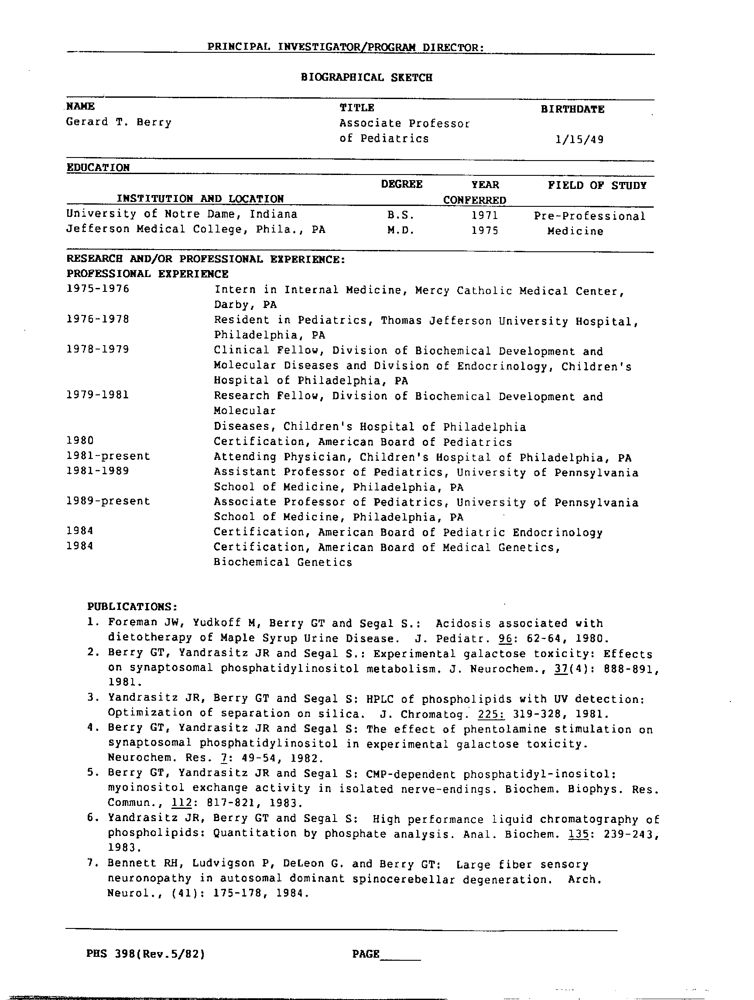 PRINCIPAL INVESTIGATOR/PROGRAM DIRECTOR:
BIOGRAPHICAL SKETCH
NAME TITLE BIRTHDATE
Gerard T. Berry Associate Professor
of Pediatrics 1/15/49
EDUCATION
DEGREE YEAR FIELD OF STUDY
INSTITUTION AND LOCATION CONFERRED
University of Notre Dame, Indiana B.S. 1971 Pre-Professional
Jefferson Medical College, Phila., PA M.D. 1975 Medicine
RESEARCH AND/OR PROFESSIONAL EXPERIENCE:
PROFESSIONAL EXPERIENCE
1975-1976 Intern in Internal Medicine, Mercy Catholic Medical Center,
Darby, PA
1976-1978 Resident in Pediatrics, Thomas Jefferson University Hospital,
Philadelphia, PA
1978-1979 Clinical Fellow, Division of Biochemical Development and
Molecular Diseases and Division of Endocrinology, Children's
Hospital of Philadelphia, PA
1979-1981 Research Fellow, Division of Biochemical Development and
Molecular
Diseases, Children's Hospital of Philadelphia
1980 Certification, American Board of Pediatrics
1981-present Attending Physician, Children's Hospital of Philadelphia, PA
1981-1989 Assistant Professor of Pediatrics, University of Pennsylvania
School of Medicine, Philadelphia, PA
1989-present Associate Professor of Pediatrics, University of Pennsylvania
School of Medicine, Philadelphia, PA
1984 Certification, American Board of Pediatric Endocrinology
1984 Certification, American Board of Medical Genetics,
Biochemical Genetics
PUBLICATIONS:
1. Foreman JW, Yudkoff M, Berry GT and Segal S.: Acidosis associated with
dietotherapy of Maple Syrup Urine Disease. J. Pediatr. 96: 62-64, 1980.
2. Berry GT, Yandrasitz JR and Segal S.: Experimental galactose toxicity: Effects
on synaptosomal phosphatidylinositol metabolism. J. Neurochem., 37(4): 888-891,
1981.
3. Yandrasitz JR, Berry GT and Segal S: HPLC of phospholipids with UV detection:
Optimization of separation on silica. J. Chromatog. 225: 319-328, 1981.
4. Berry GT, Yandrasitz JR and Segal S: The effect of phentolamine stimulation on
synaptosomal phosphatidylinositol in experimental galactose toxicity.
Neurochem. Res. 7: 49-54, 1982.
5. Berry GT, Yandrasitz JR and Segal S: CMP-dependent phosphatidyl-inositol:
myoinositol exchange activity in isolated nerve-endings. Biochem. Biophys. Res.
Commun., 112: 817-821, 1983.
6. Yandrasitz JR, Berry GT and Segal S: High performance liquid chromatography of
phospholipids: Quantitation by phosphate analysis. Anal. Biochem. 135: 239-243,
1983.
7. Bennett RH, Ludvigson P, DeLeon G. and Berry GT: Large fiber sensory
neuronopathy in autosomal dominant spinocerebellar degeneration. Arch.
Neurol., (41): 175-178, 1984.
PHS 398(Rev.5/82) PAGE______